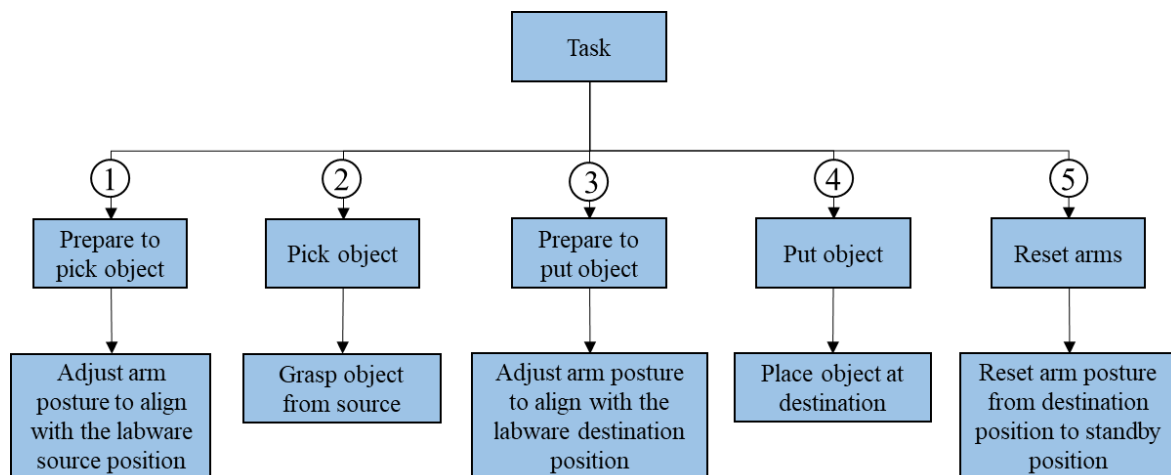 Task
1
2
3
4
5
Prepare to
pick object
Pick object
Prepare to
put object
Put object
Reset arms
Adjust arm
posture to align
with the labware
source position
Grasp object
from source
Adjust arm posture
to align with the
labware destination
position
Place object at
destination
Reset arm posture
from destination
position to standby
position